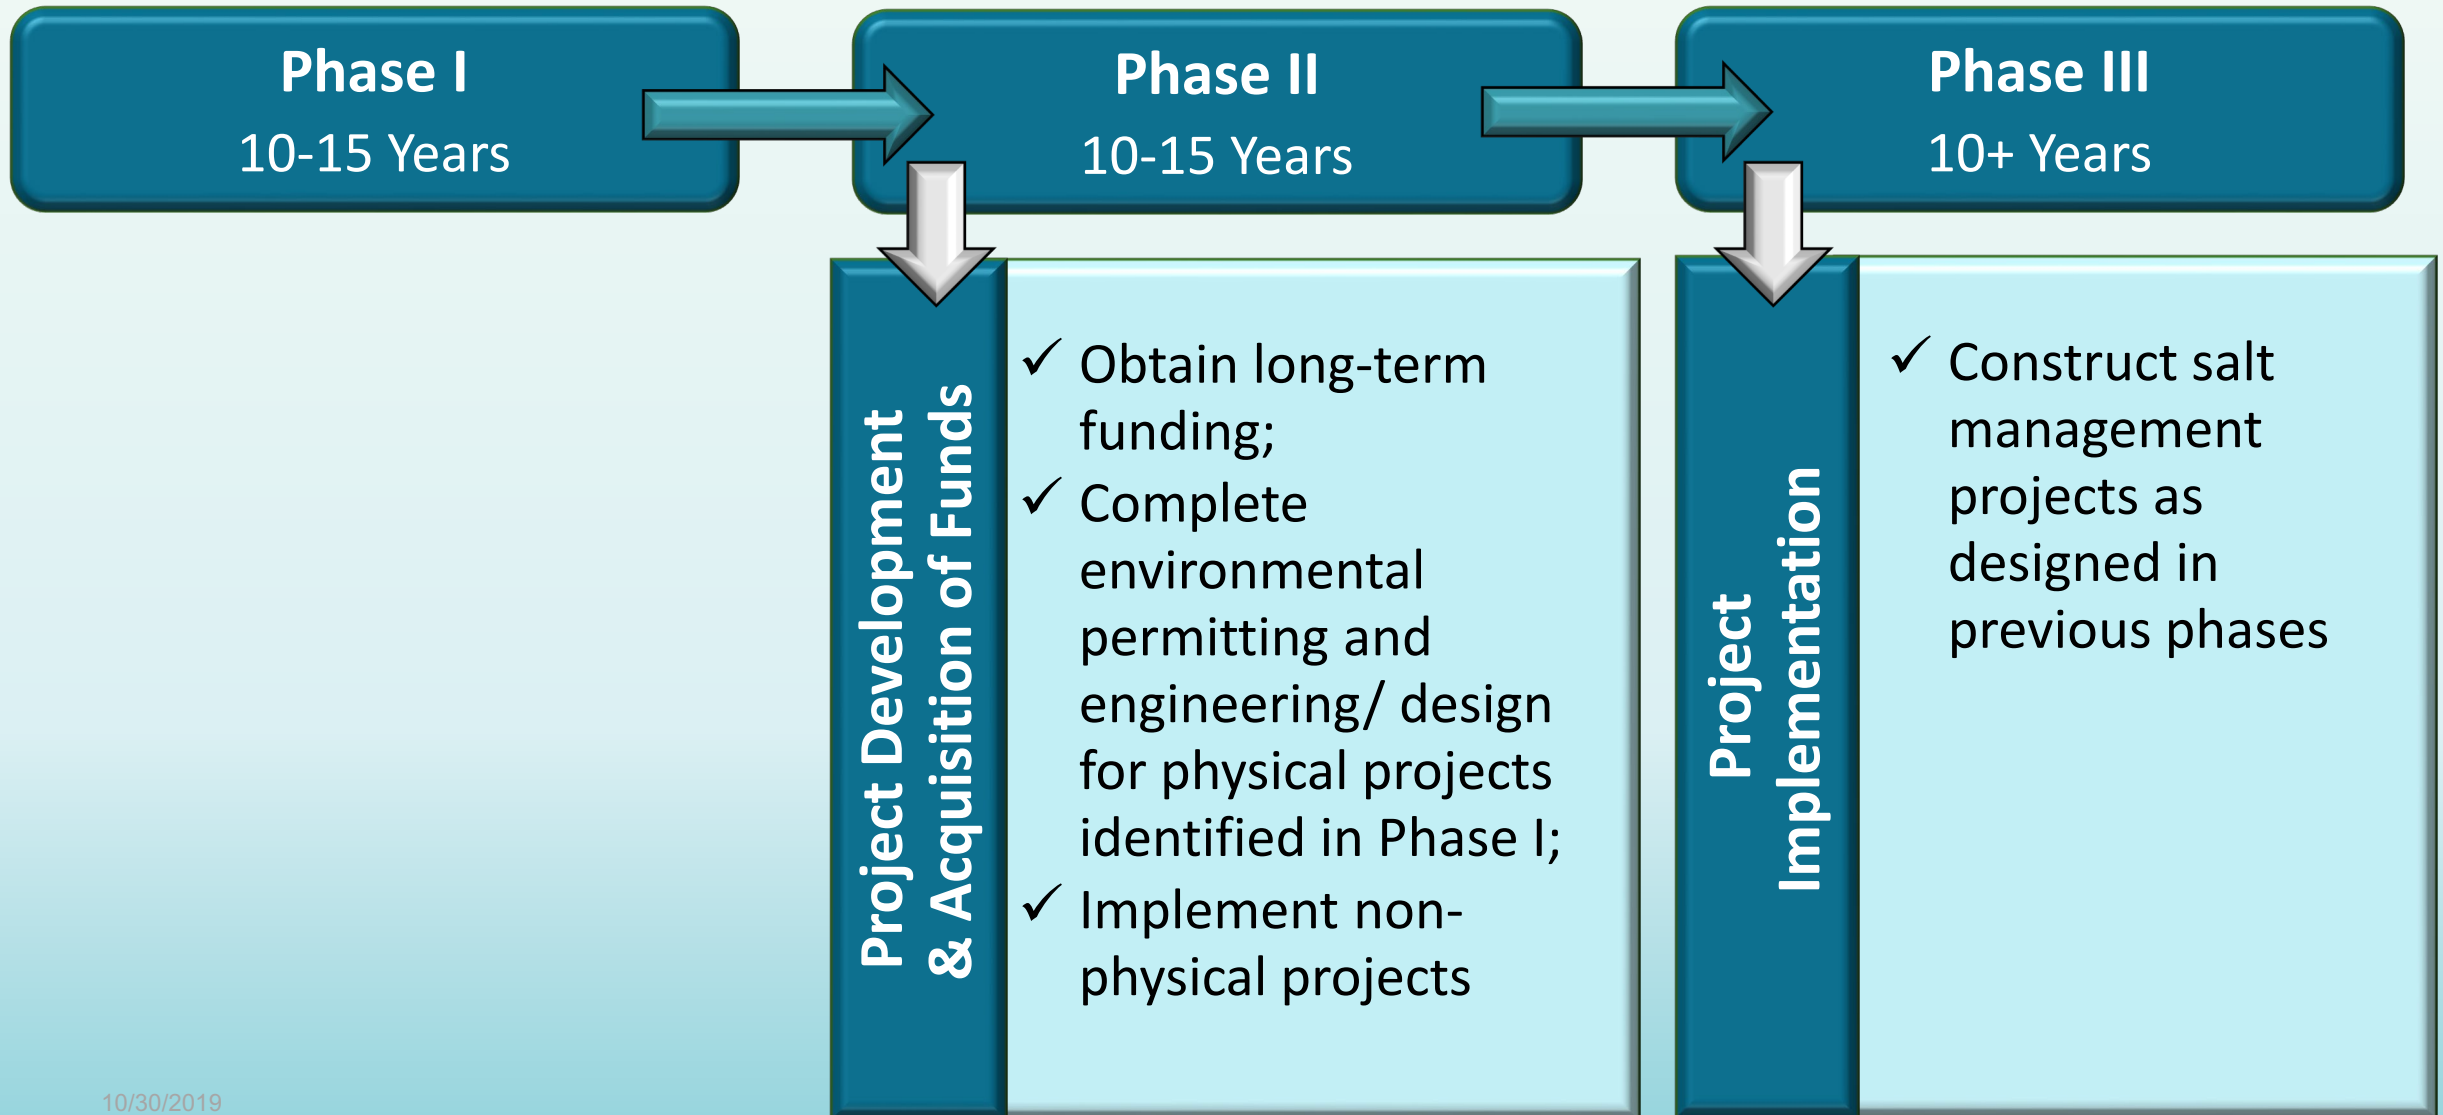 Phase I
10-15 Years
Phase II
10-15 Years
Phase III
10+ Years
Project Development
& Acquisition of Funds
✓ Obtain long-term
funding;
✓ Complete
environmental
permitting and
engineering/ design
for physical projects
identified in Phase I;
✓ Implement non-
physical projects
Project
Implementation
✓ Construct salt
management
projects as
designed in
previous phases
10/30/2019